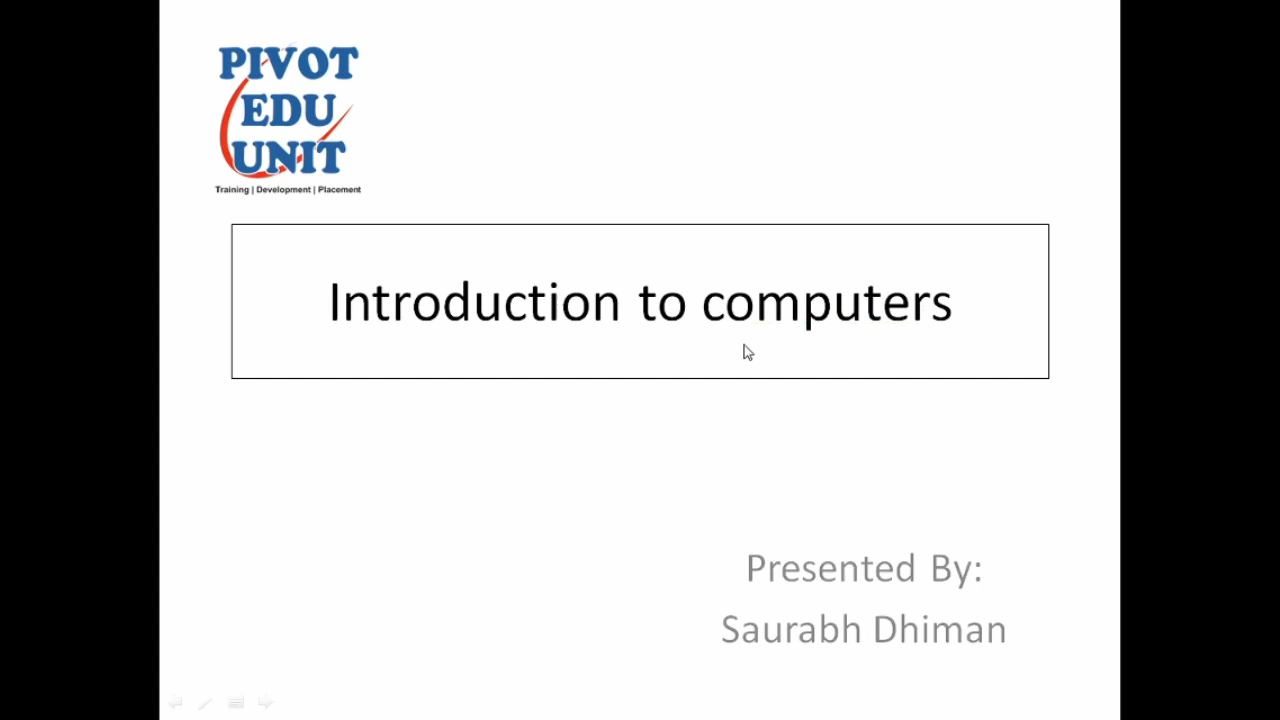 PIVOT
EDU
UNIT
Training | Development | Placement
Introduction to computers
Presented By:
Saurabh Dhiman